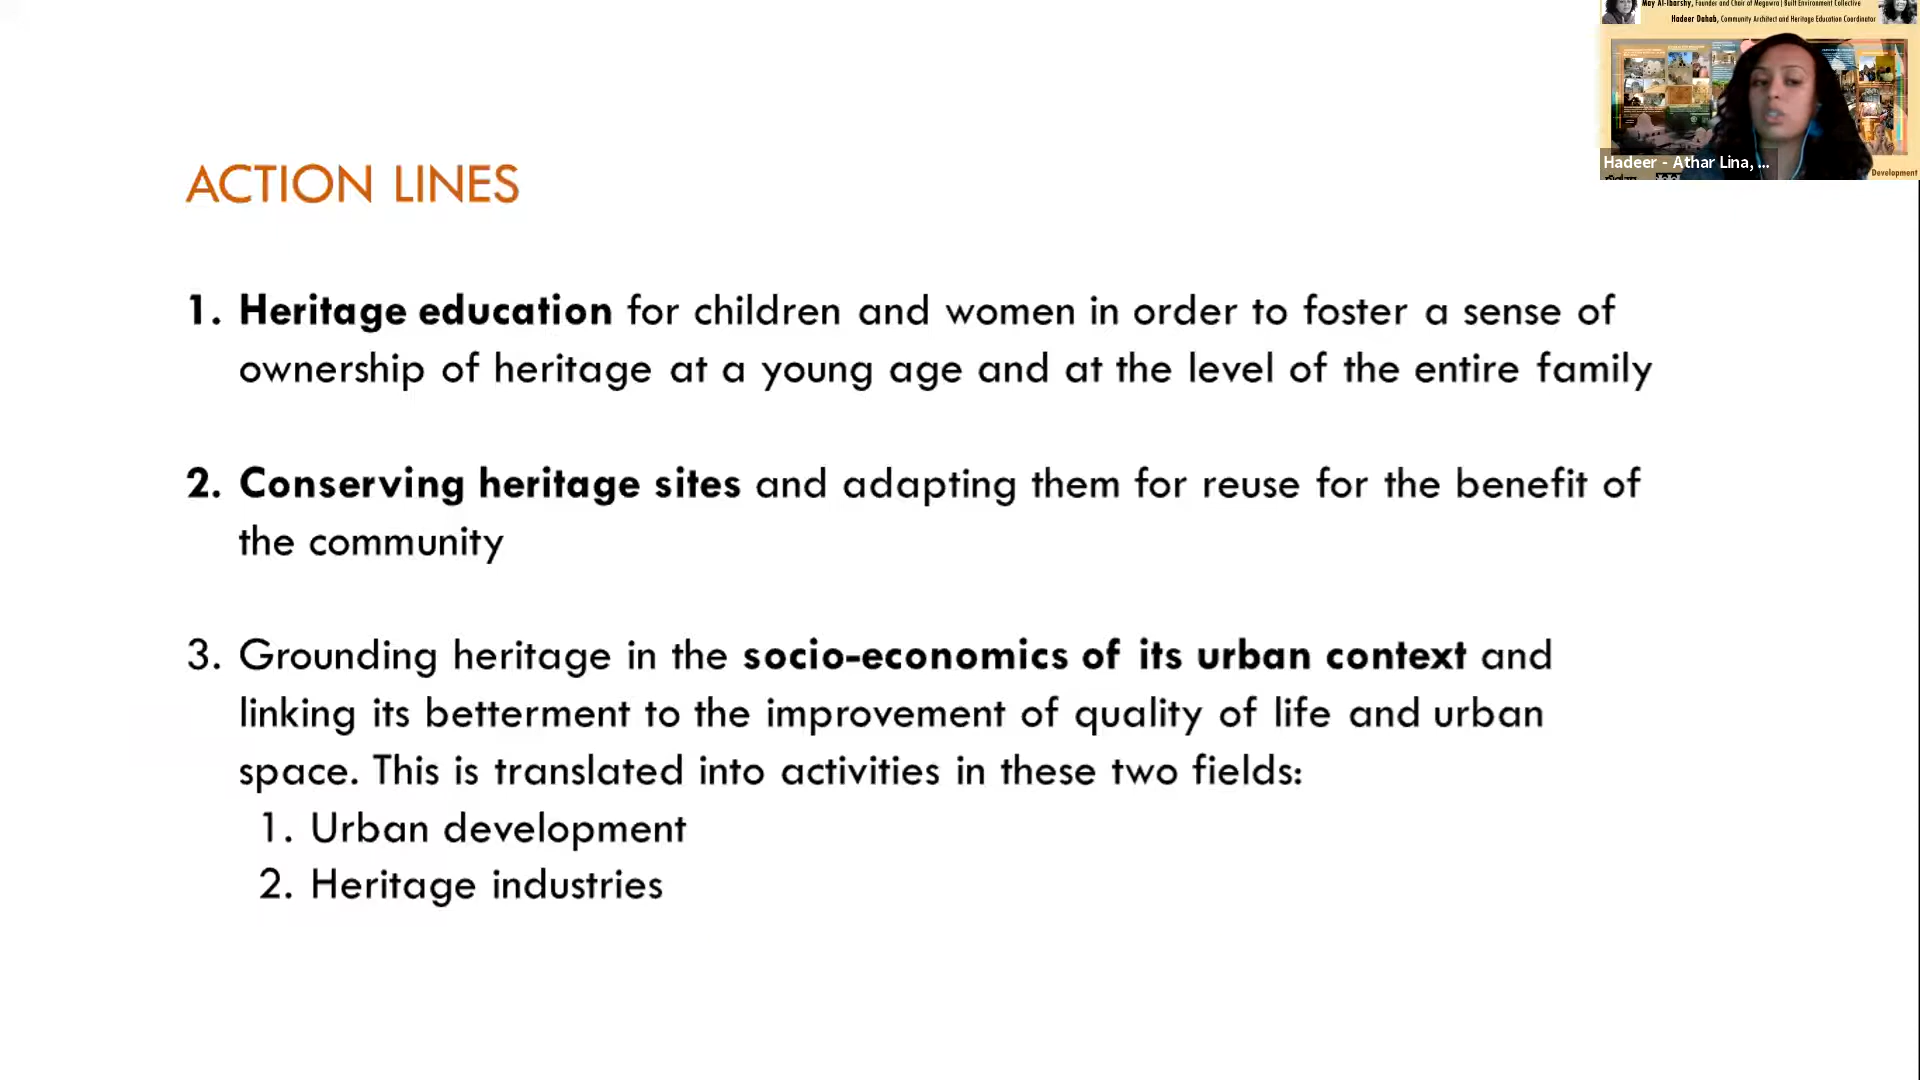 May Al-Ibarshy, Founder and Chair of Megawra | Built Environment Collective
Hadeer Dahab, Community Architect and Heritage Education Coordinator
Hadeer - Athar Lina, ...
Development
ACTION LINES
1. Heritage education for children and women in order to foster a sense of
ownership of heritage at a young age and at the level of the entire family
2. Conserving heritage sites and adapting them for reuse for the benefit of
the community
3. Grounding heritage in the socio-economics of its urban context and
linking its betterment to the improvement of quality of life and urban
space. This is translated into activities in these two fields:
1. Urban development
2. Heritage industries